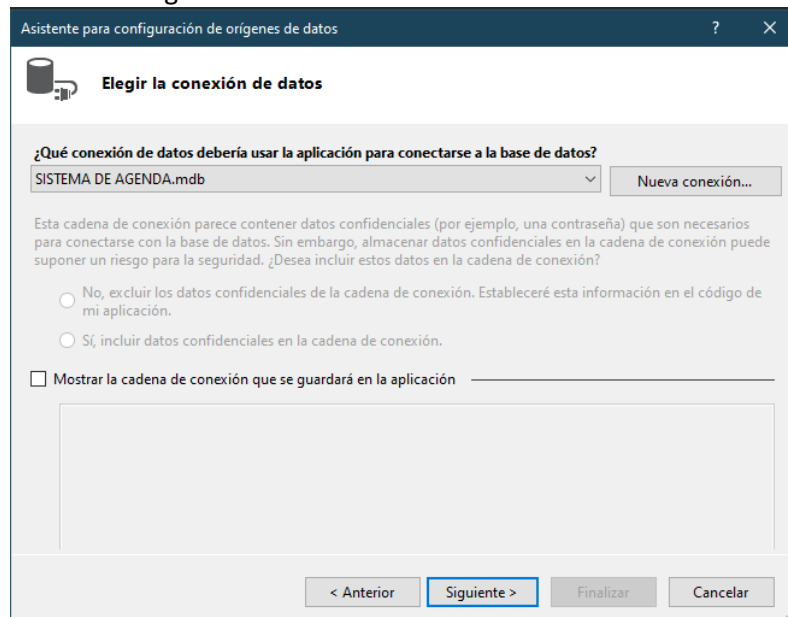 Asistente para configuración de orígenes de datos
Elegir la conexión de datos
¿Qué conexión de datos debería usar la aplicación para conectarse a la base de datos?
SISTEMA DE AGENDA.mdb
Nueva conexión...
Esta cadena de conexión parece contener datos confidenciales (por ejemplo, una contraseña) que son necesarios
para conectarse con la base de datos. Sin embargo, almacenar datos confidenciales en la cadena de conexión puede
suponer un riesgo para la seguridad. ¿Desea incluir estos datos en la cadena de conexión?
No, excluir los datos confidenciales de la cadena de conexión. Estableceré esta información en el código de
mi aplicación.
Sí, incluir datos confidenciales en la cadena de conexión.
Mostrar la cadena de conexión que se guardará en la aplicación
< Anterior
Siguiente >
Finalizar
Cancelar